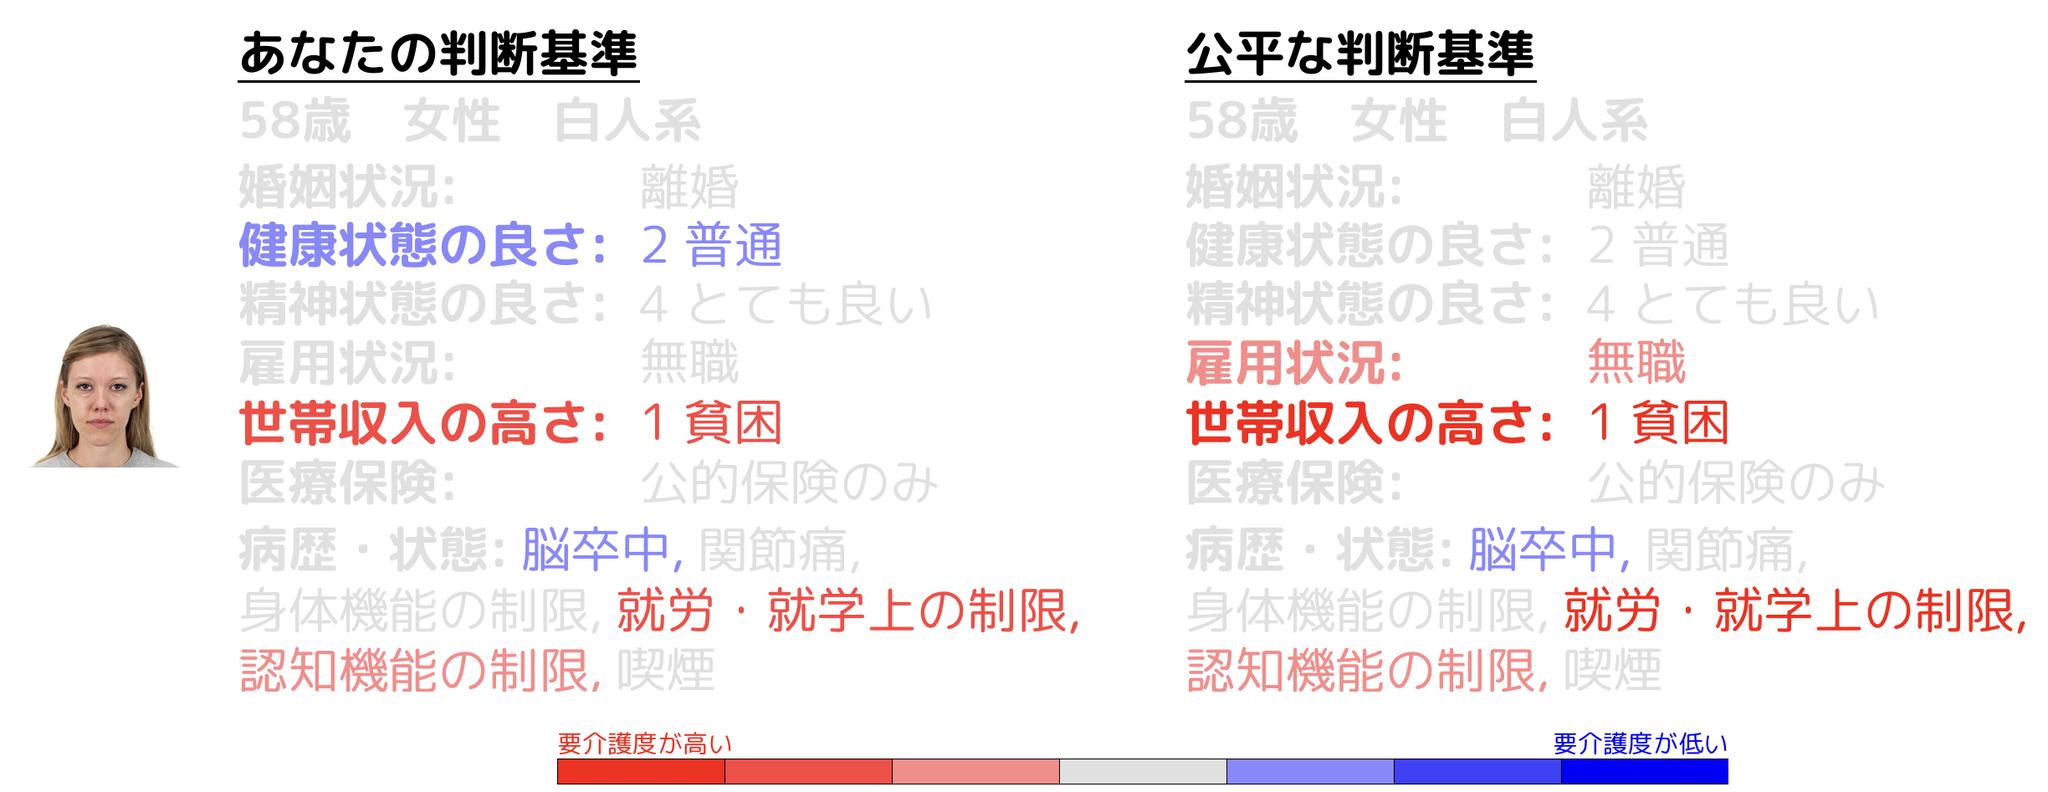 あなたの判断基準
58歳　女性　白人系
婚姻状況: 離婚
健康状態の良さ: 2 普通
精神状態の良さ: 4 とても良い
雇用状況: 無職
世帯収入の高さ: 1 貧困
医療保険: 公的保険のみ
病歴・状態: 脳卒中, 関節痛,
身体機能の制限, 就労・就学上の制限,
認知機能の制限, 喫煙
公平な判断基準
58歳　女性　白人系
婚姻状況: 離婚
健康状態の良さ: 2 普通
精神状態の良さ: 4 とても良い
雇用状況: 無職
世帯収入の高さ: 1 貧困
医療保険: 公的保険のみ
病歴・状態: 脳卒中, 関節痛,
身体機能の制限, 就労・就学上の制限,
認知機能の制限, 喫煙
要介護度が高い
要介護度が低い